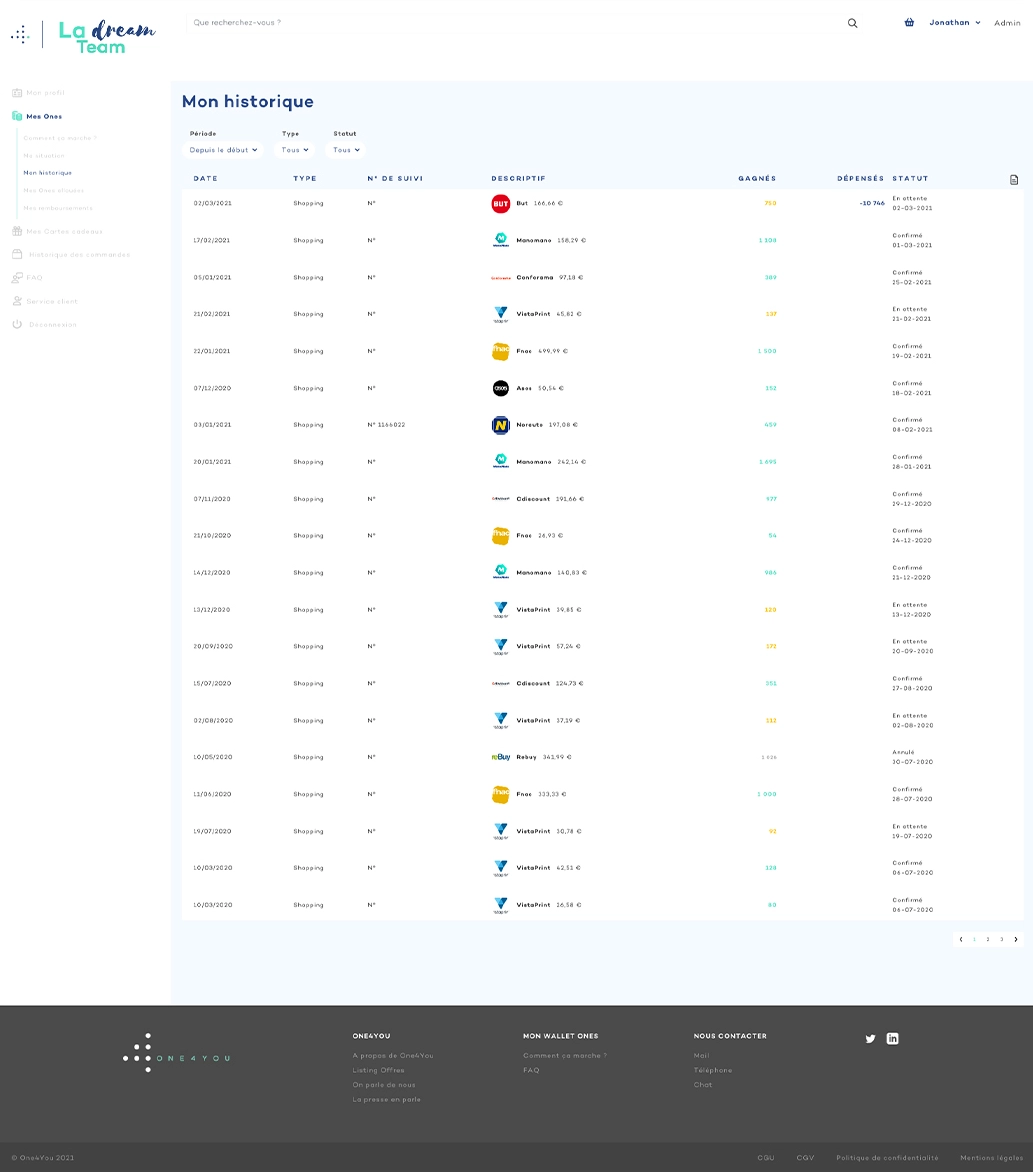 La dream
Team
Que recherchez-vous ?
Jonathan
Admin
Mon profil
Mes Ones
Comment ça marche ?
Ma situation
Mon historique
Mes Ones alloués
Mes remboursements
Mes Cartes cadeaux
Historique des commandes
FAQ
Service client
Déconnexion
Mon historique
Période Type Statut
Depuis le début Tous Tous
DATE TYPE N° DE SUIVI DESCRIPTIF GAGNÉS DÉPENSÉS STATUT
02/03/2021 Shopping N° BUT But 166,66 € 750 -10 746 En attente
02-03-2021
17/02/2021 Shopping N° Manomano 158,29 € 1 100 Confirmé
01-03-2021
05/01/2021 Shopping N° Conforama 97,18 € 389 Confirmé
25-02-2021
21/02/2021 Shopping N° VistaPrint 45,82 € 137 En attente
21-02-2021
22/01/2021 Shopping N° fnac Fnac 499,99 € 1 500 Confirmé
19-02-2021
07/12/2020 Shopping N° asos Asos 50,54 € 352 Confirmé
18-02-2021
03/01/2021 Shopping N° 1166022 N Norauto 197,08 € 459 Confirmé
08-02-2021
20/01/2021 Shopping N° Manomano 242,14 € 1 695 Confirmé
28-01-2021
07/11/2020 Shopping N° Cdiscount 191,66 € 477 Confirmé
29-12-2020
21/10/2020 Shopping N° fnac Fnac 26,93 € 54 Confirmé
24-12-2020
14/12/2020 Shopping N° Manomano 140,83 € 986 Confirmé
21-12-2020
13/12/2020 Shopping N° VistaPrint 39,85 € 120 En attente
13-12-2020
20/09/2020 Shopping N° VistaPrint 57,24 € 172 En attente
20-09-2020
15/07/2020 Shopping N° Cdiscount 124,73 € 351 Confirmé
27-08-2020
02/08/2020 Shopping N° VistaPrint 37,19 € 112 En attente
02-08-2020
10/05/2020 Shopping N° reBuy Rebuy 341,99 € 1 026 Annulé
30-07-2020
11/06/2020 Shopping N° fnac Fnac 333,33 € 1 000 Confirmé
28-07-2020
19/07/2020 Shopping N° VistaPrint 30,78 € 92 En attente
19-07-2020
10/03/2020 Shopping N° VistaPrint 42,51 € 128 Confirmé
06-07-2020
10/03/2020 Shopping N° VistaPrint 26,58 € 80 Confirmé
06-07-2020
1 2 3
ONE4YOU
ONE4YOU
A propos de One4You
Listing Offres
On parle de nous
La presse en parle
MON WALLET ONES
Comment ça marche ?
FAQ
NOUS CONTACTER
Mail
Téléphone
Chat
© One4You 2021
CGU CGV Politique de confidentialité Mentions légales